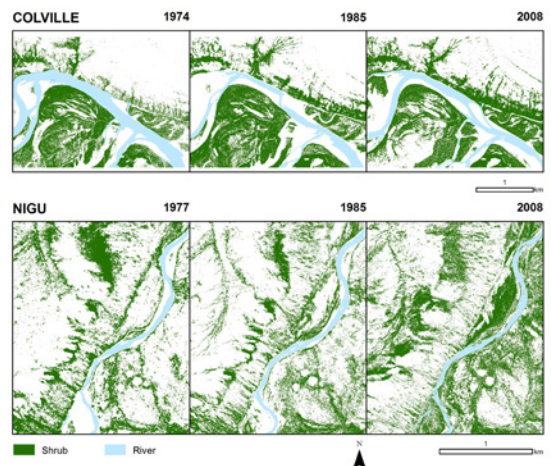 COLVILLE 1974 1985 2008
1
km
NIGU 1977 1985 2008
Shrub River N 1
km